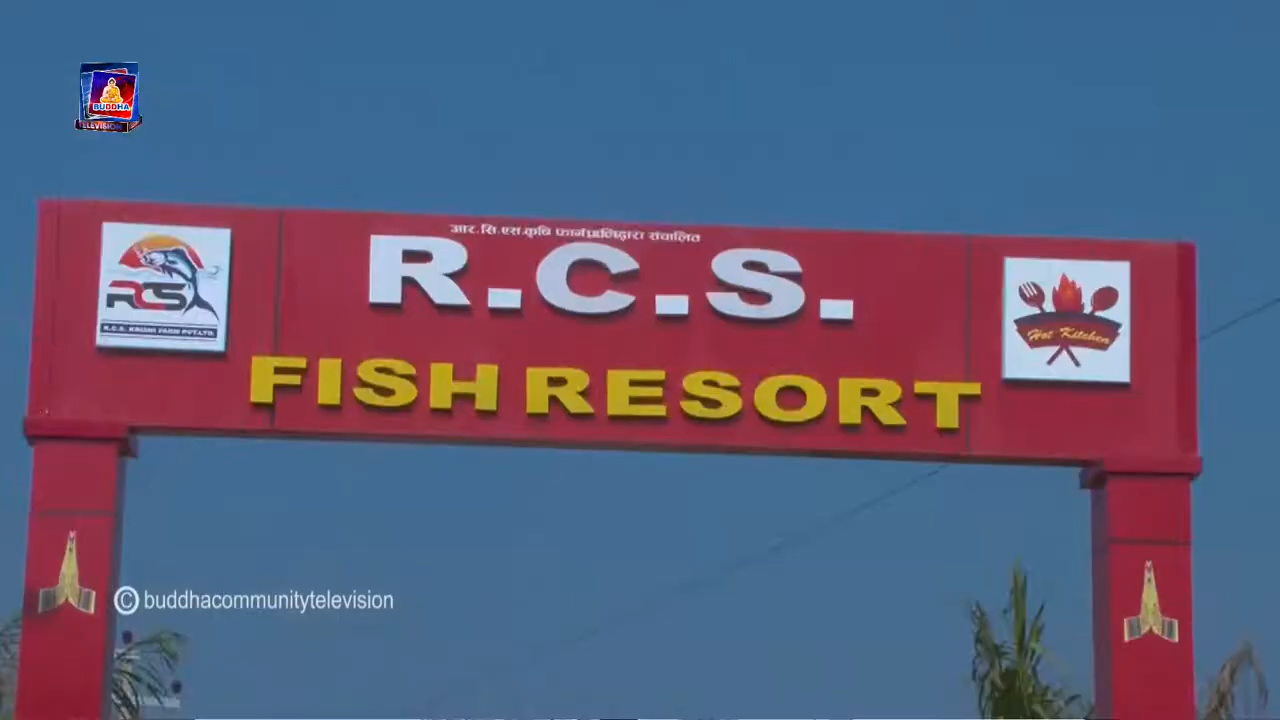 BUDDHA
TELEVISION
आर. सि. एस. कृषि फार्म प्रा.लि.द्वारा संचालित
R.C.S.
FISH RESORT
RCS
R.C.S. KRISHI FARM PVT.LTD.
Hot Kitchen
© buddhacommunitytelevision